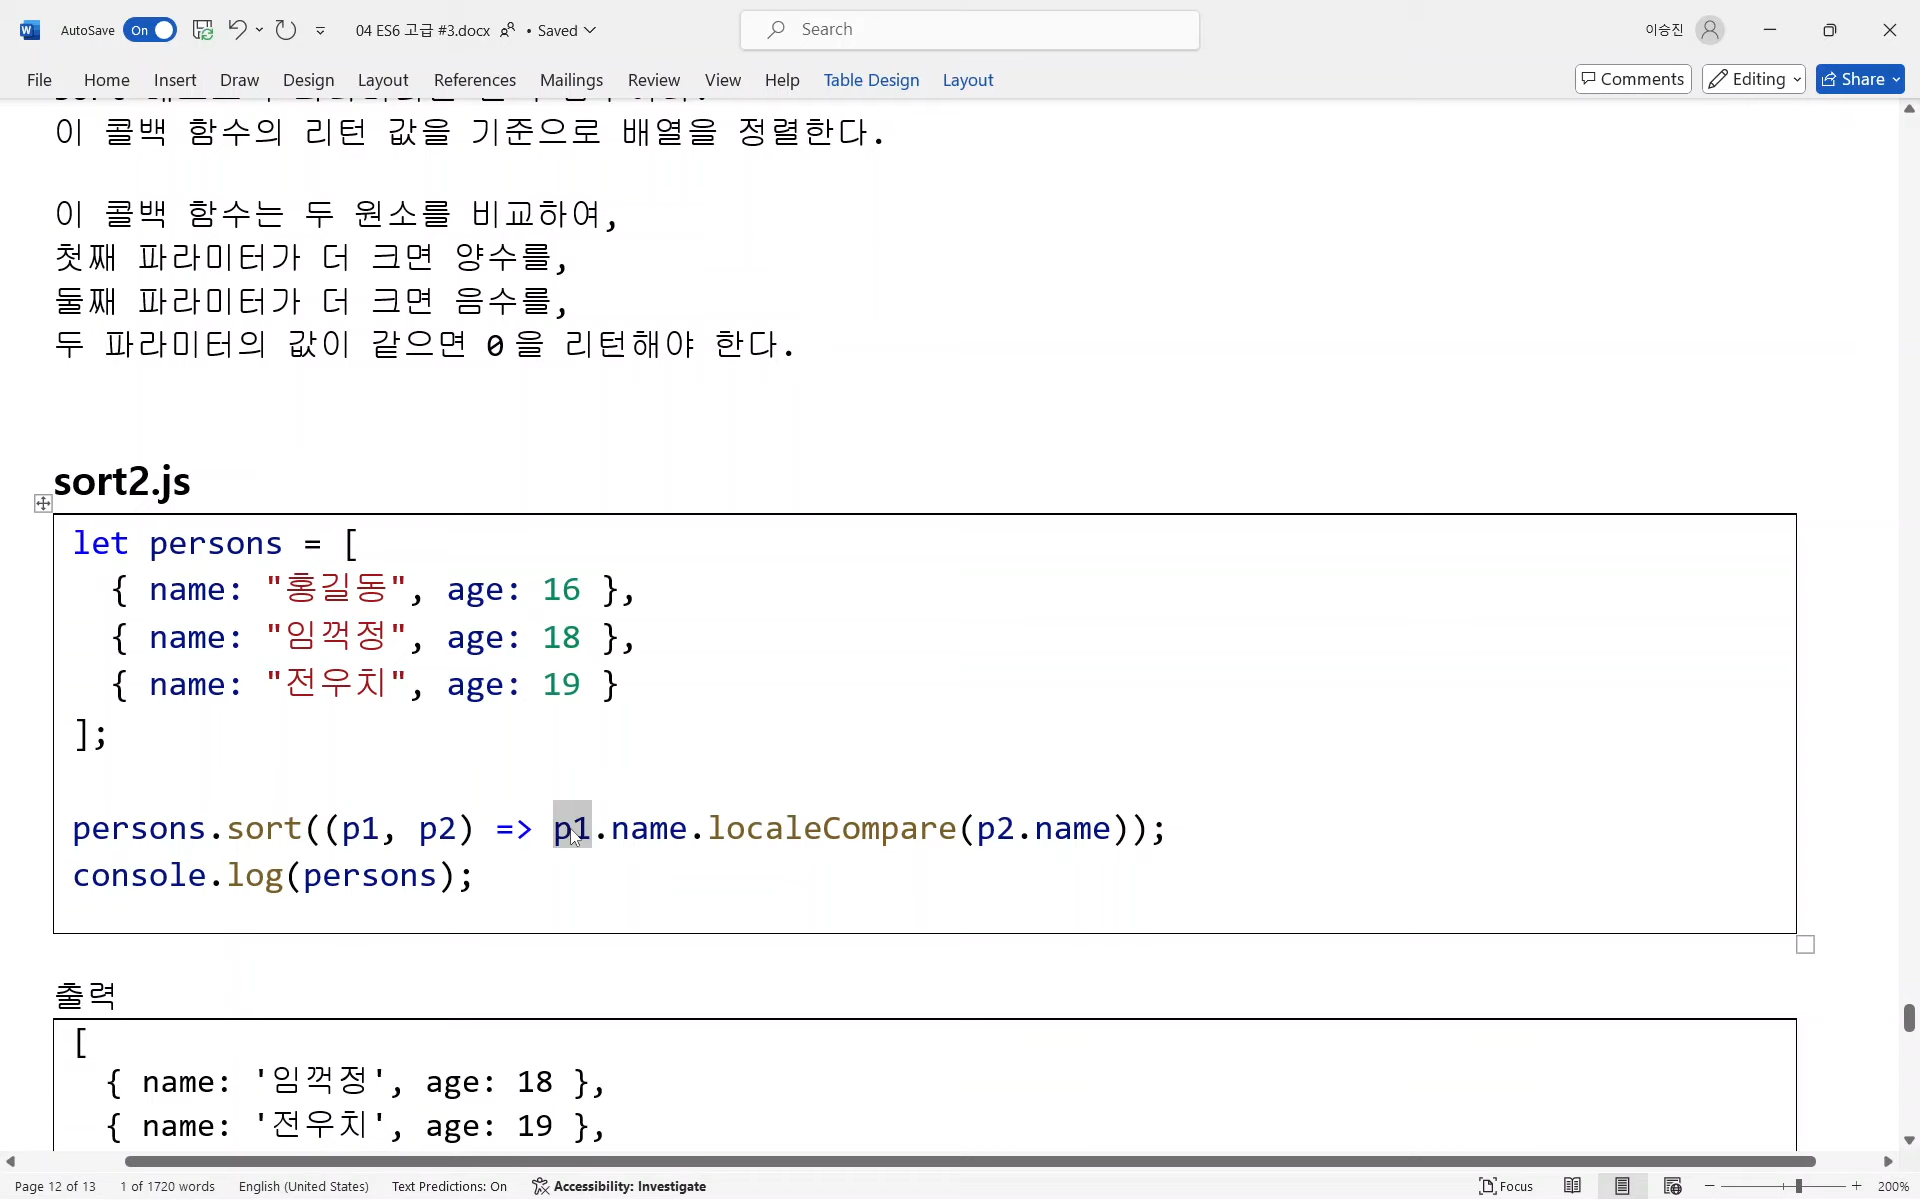 AutoSave On 04 ES6 고급 #3.docx • Saved Search 이승진
File Home Insert Draw Design Layout References Mailings Review View Help Table Design Layout Comments Editing Share
이 콜백 함수의 리턴 값을 기준으로 배열을 정렬한다.
이 콜백 함수는 두 원소를 비교하여,
첫째 파라미터가 더 크면 양수를,
둘째 파라미터가 더 크면 음수를,
두 파라미터의 값이 같으면 0을 리턴해야 한다.
sort2.js
let persons = [
{ name: "홍길동", age: 16 },
{ name: "임꺽정", age: 18 },
{ name: "전우치", age: 19 }
];
persons.sort((p1, p2) => p1.name.localeCompare(p2.name));
console.log(persons);
출력
[
{ name: '임꺽정', age: 18 },
{ name: '전우치', age: 19 },
Page 12 of 13 1 of 1720 words English (United States) Text Predictions: On Accessibility: Investigate Focus 200%